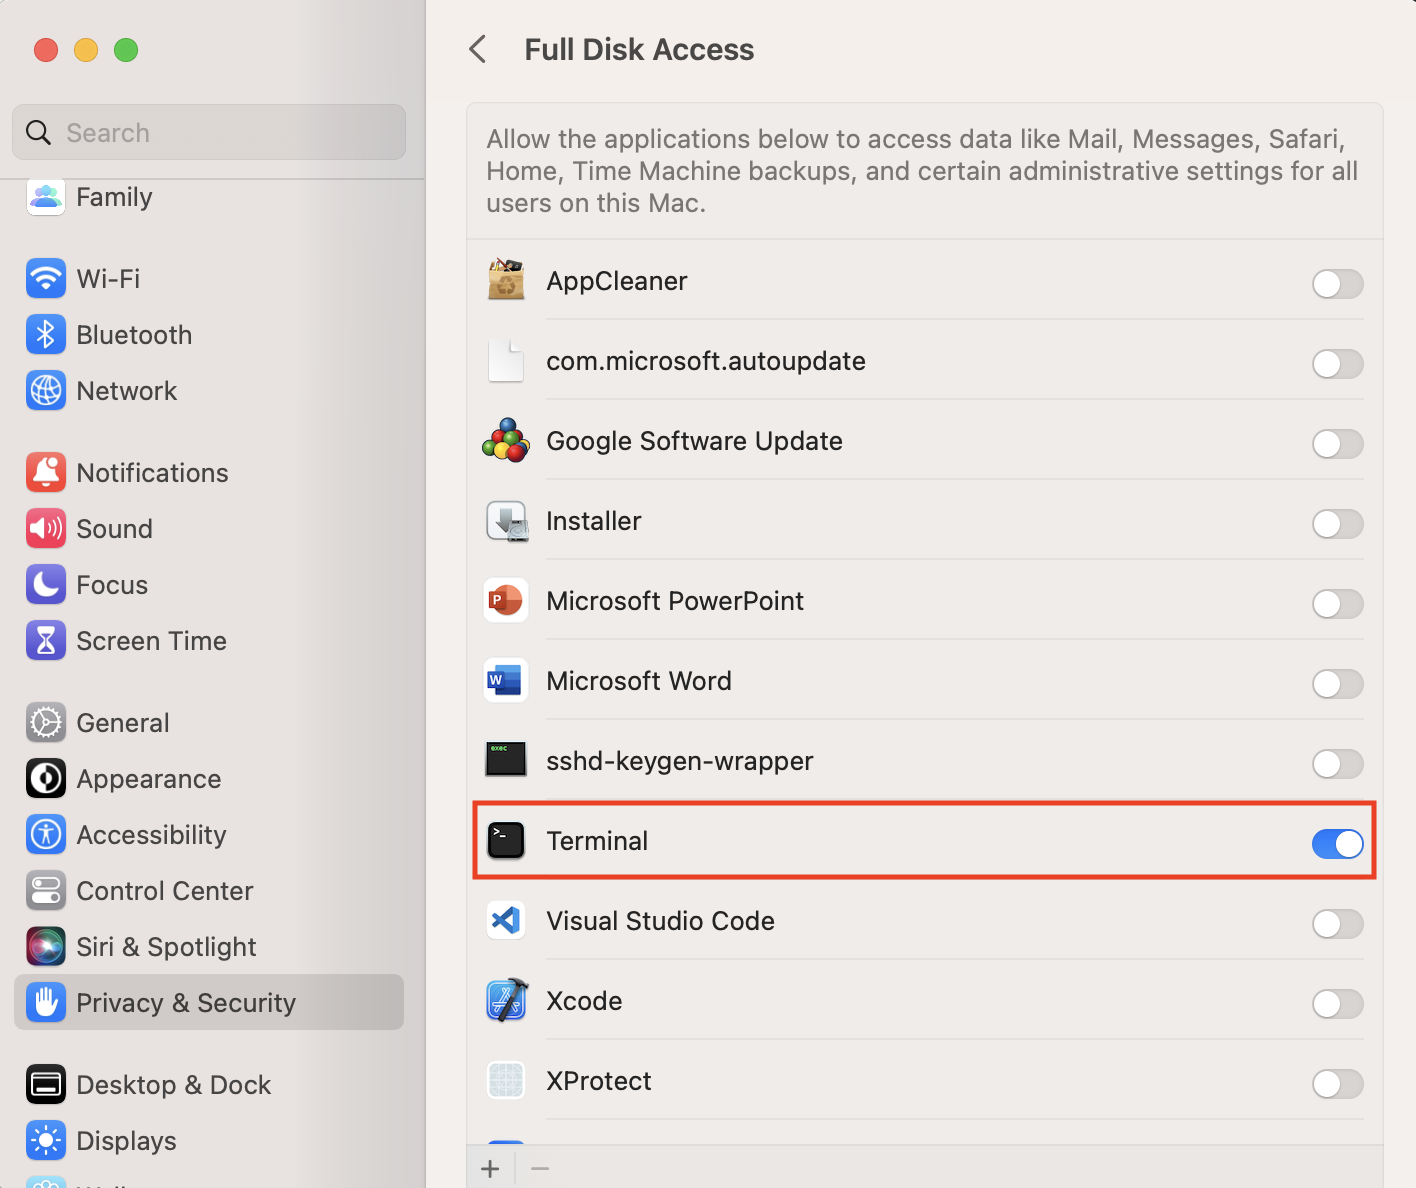 Full Disk Access
Search
Family
Wi-Fi
Bluetooth
Network
Notifications
Sound
Focus
Screen Time
General
Appearance
Accessibility
Control Center
Siri & Spotlight
Privacy & Security
Desktop & Dock
Displays
Allow the applications below to access data like Mail, Messages, Safari,
Home, Time Machine backups, and certain administrative settings for all
users on this Mac.
AppCleaner
com.microsoft.autoupdate
Google Software Update
Installer
P
Microsoft PowerPoint
W
Microsoft Word
exec
sshd-keygen-wrapper
>_
Terminal
Visual Studio Code
Xcode
XProtect